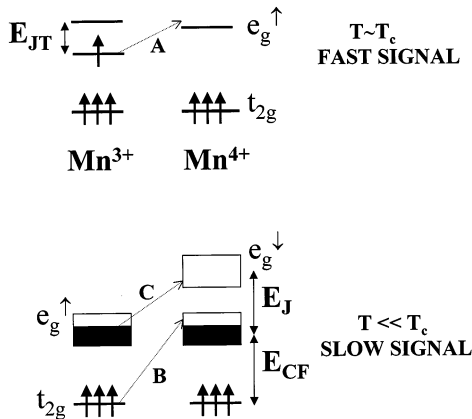 e_g↑
E_JT
A
T~T_c
FAST SIGNAL
t_2g
Mn³⁺
Mn⁴⁺
e_g↓
e_g↑
C
E_J
T << T_c
SLOW SIGNAL
B
E_CF
t_2g